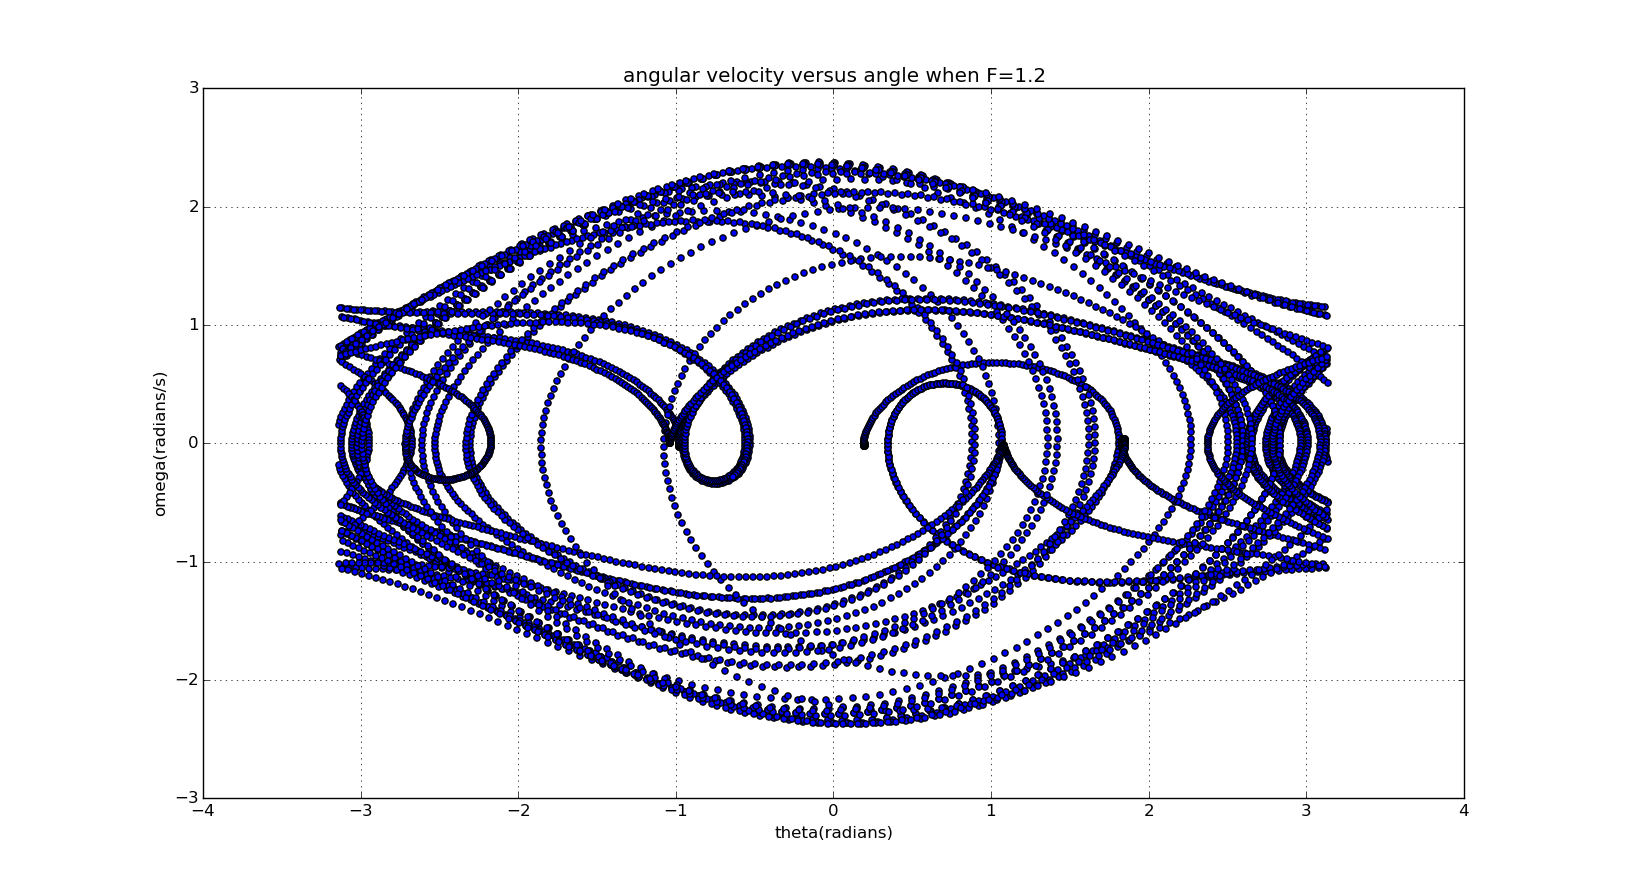 angular velocity versus angle when F=1.2
3
2
1
0
−1
−2
−3
omega(radians/s)
−4 −3 −2 −1 0 1 2 3 4
theta(radians)